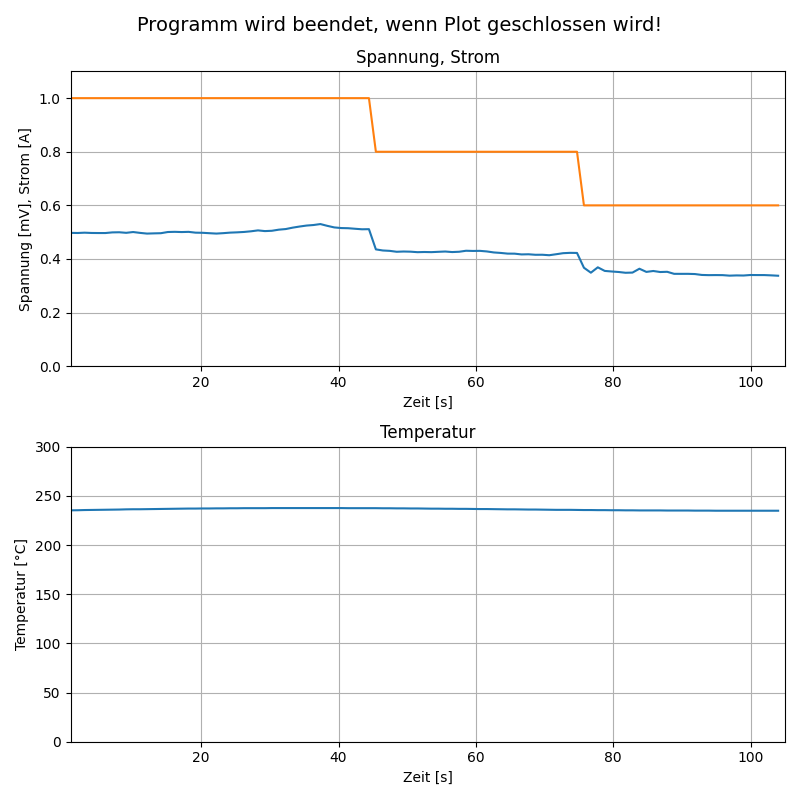 Programm wird beendet, wenn Plot geschlossen wird!
Spannung, Strom
Spannung [mV], Strom [A]
1.0
0.8
0.6
0.4
0.2
0.0
20 40 60 80 100
Zeit [s]
Temperatur
Temperatur [°C]
300
250
200
150
100
50
0
20 40 60 80 100
Zeit [s]